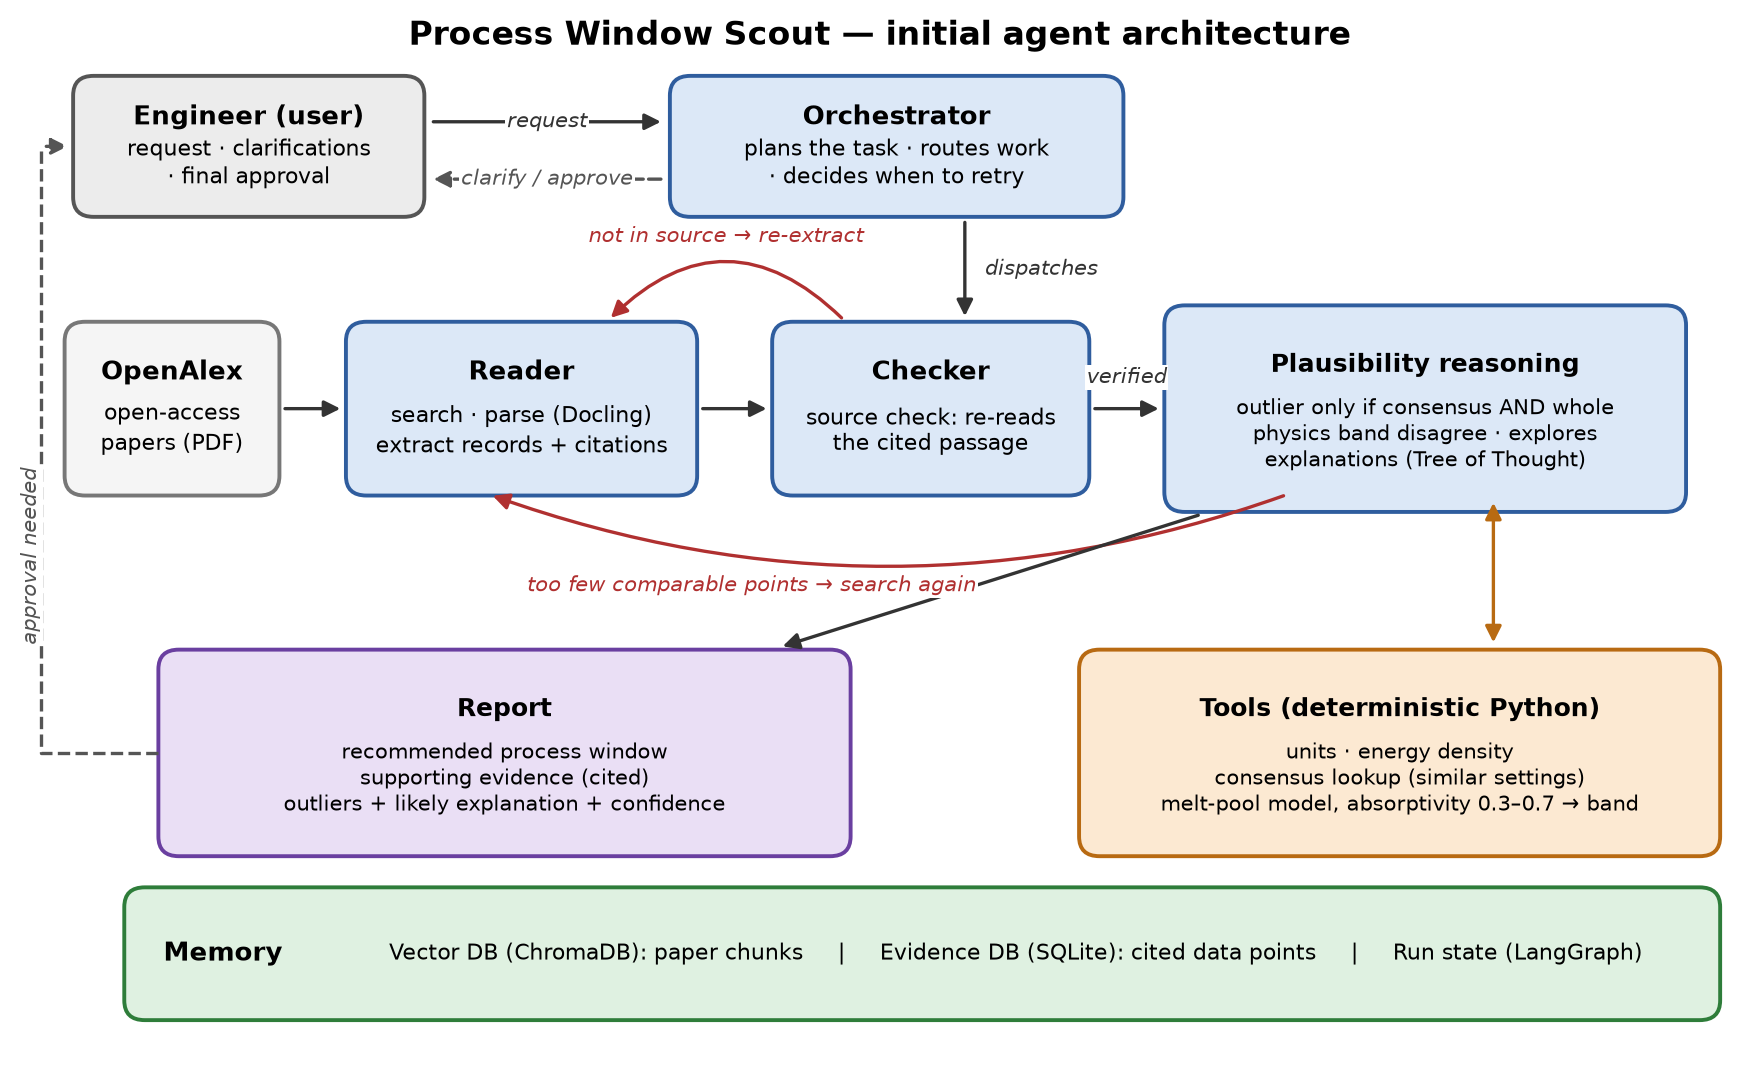 Process Window Scout — initial agent architecture
Engineer (user)
request · clarifications
· final approval
request
clarify / approve
Orchestrator
plans the task · routes work
· decides when to retry
not in source → re-extract
dispatches
OpenAlex
open-access
papers (PDF)
Reader
search · parse (Docling)
extract records + citations
Checker
source check: re-reads
the cited passage
verified
Plausibility reasoning
outlier only if consensus AND whole
physics band disagree · explores
explanations (Tree of Thought)
approval needed
too few comparable points → search again
Report
recommended process window
supporting evidence (cited)
outliers + likely explanation + confidence
Tools (deterministic Python)
units · energy density
consensus lookup (similar settings)
melt-pool model, absorptivity 0.3–0.7 → band
Memory
Vector DB (ChromaDB): paper chunks | Evidence DB (SQLite): cited data points | Run state (LangGraph)